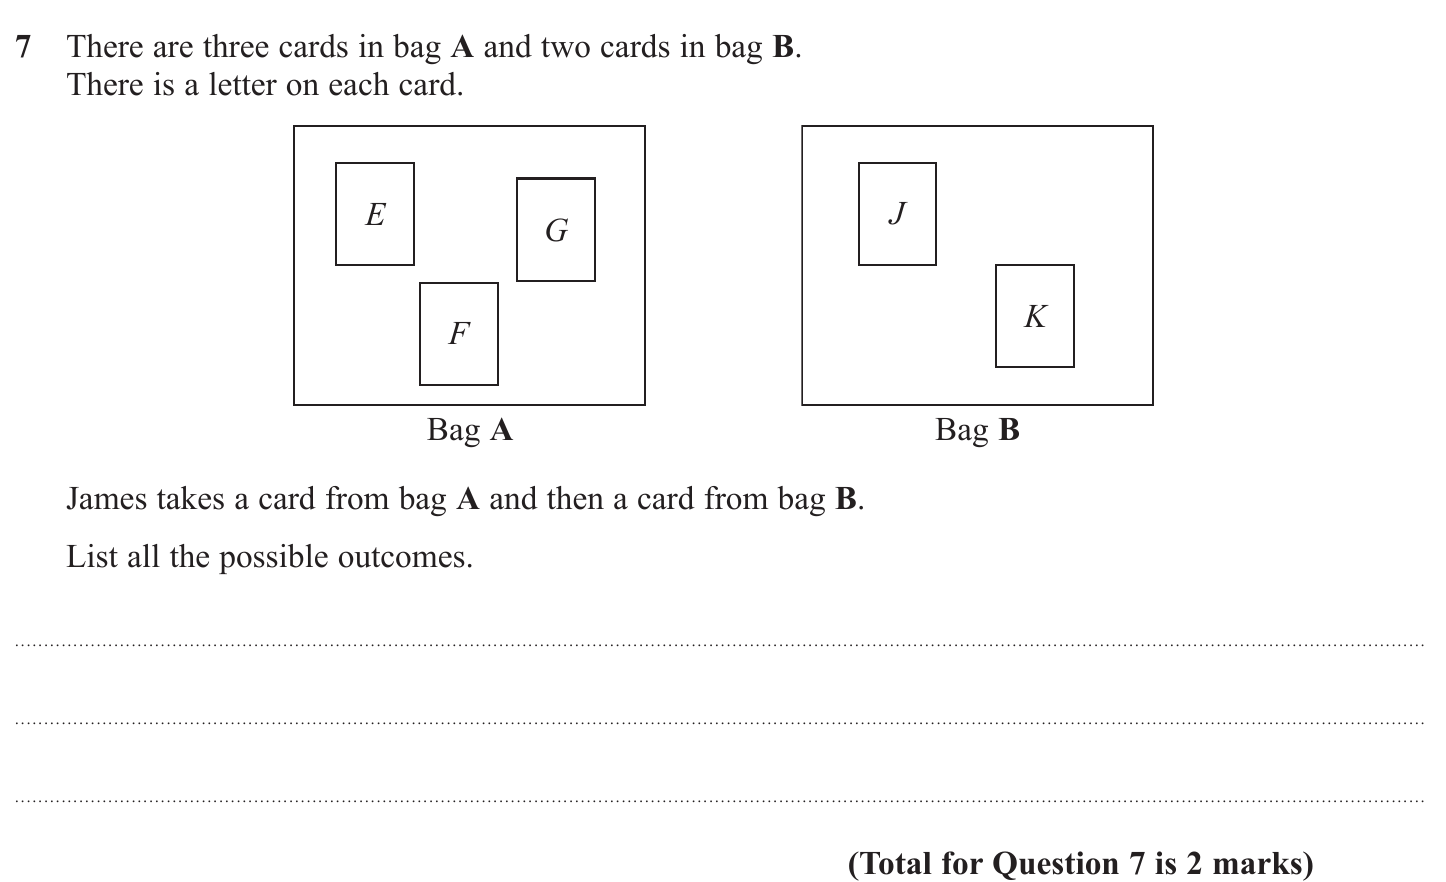 7 There are three cards in bag A and two cards in bag B.
There is a letter on each card.
E
G
F
J
K
Bag A
Bag B
James takes a card from bag A and then a card from bag B.
List all the possible outcomes.
(Total for Question 7 is 2 marks)